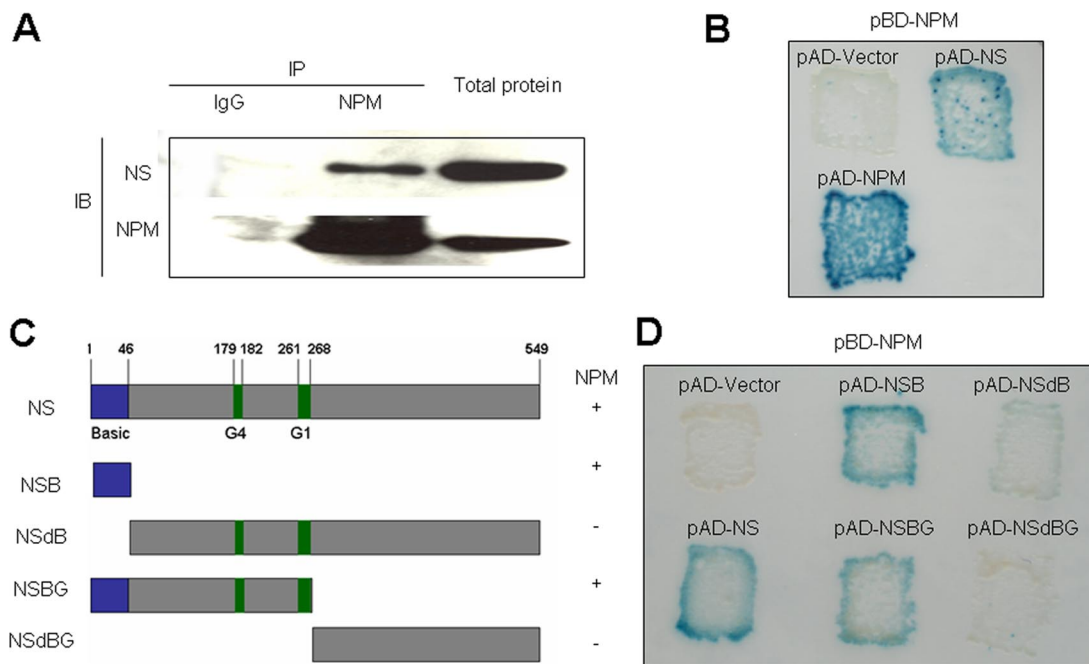 A
IP
IgG NPM Total protein
IB
NS
NPM
B
pBD-NPM
pAD-Vector pAD-NS
pAD-NPM
C
1 46 179 182 261 268 549
NPM
NS +
Basic G4 G1
NSB +
NSdB -
NSBG +
NSdBG -
D
pBD-NPM
pAD-Vector pAD-NSB pAD-NSdB
pAD-NS pAD-NSBG pAD-NSdBG